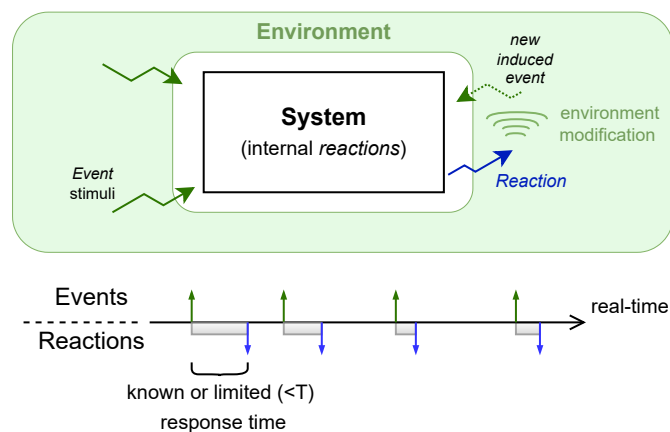 Environment
new
induced
event
System
(internal reactions)
environment
modification
Event
stimuli
Reaction
Events
real-time
Reactions
known or limited (<T)
response time